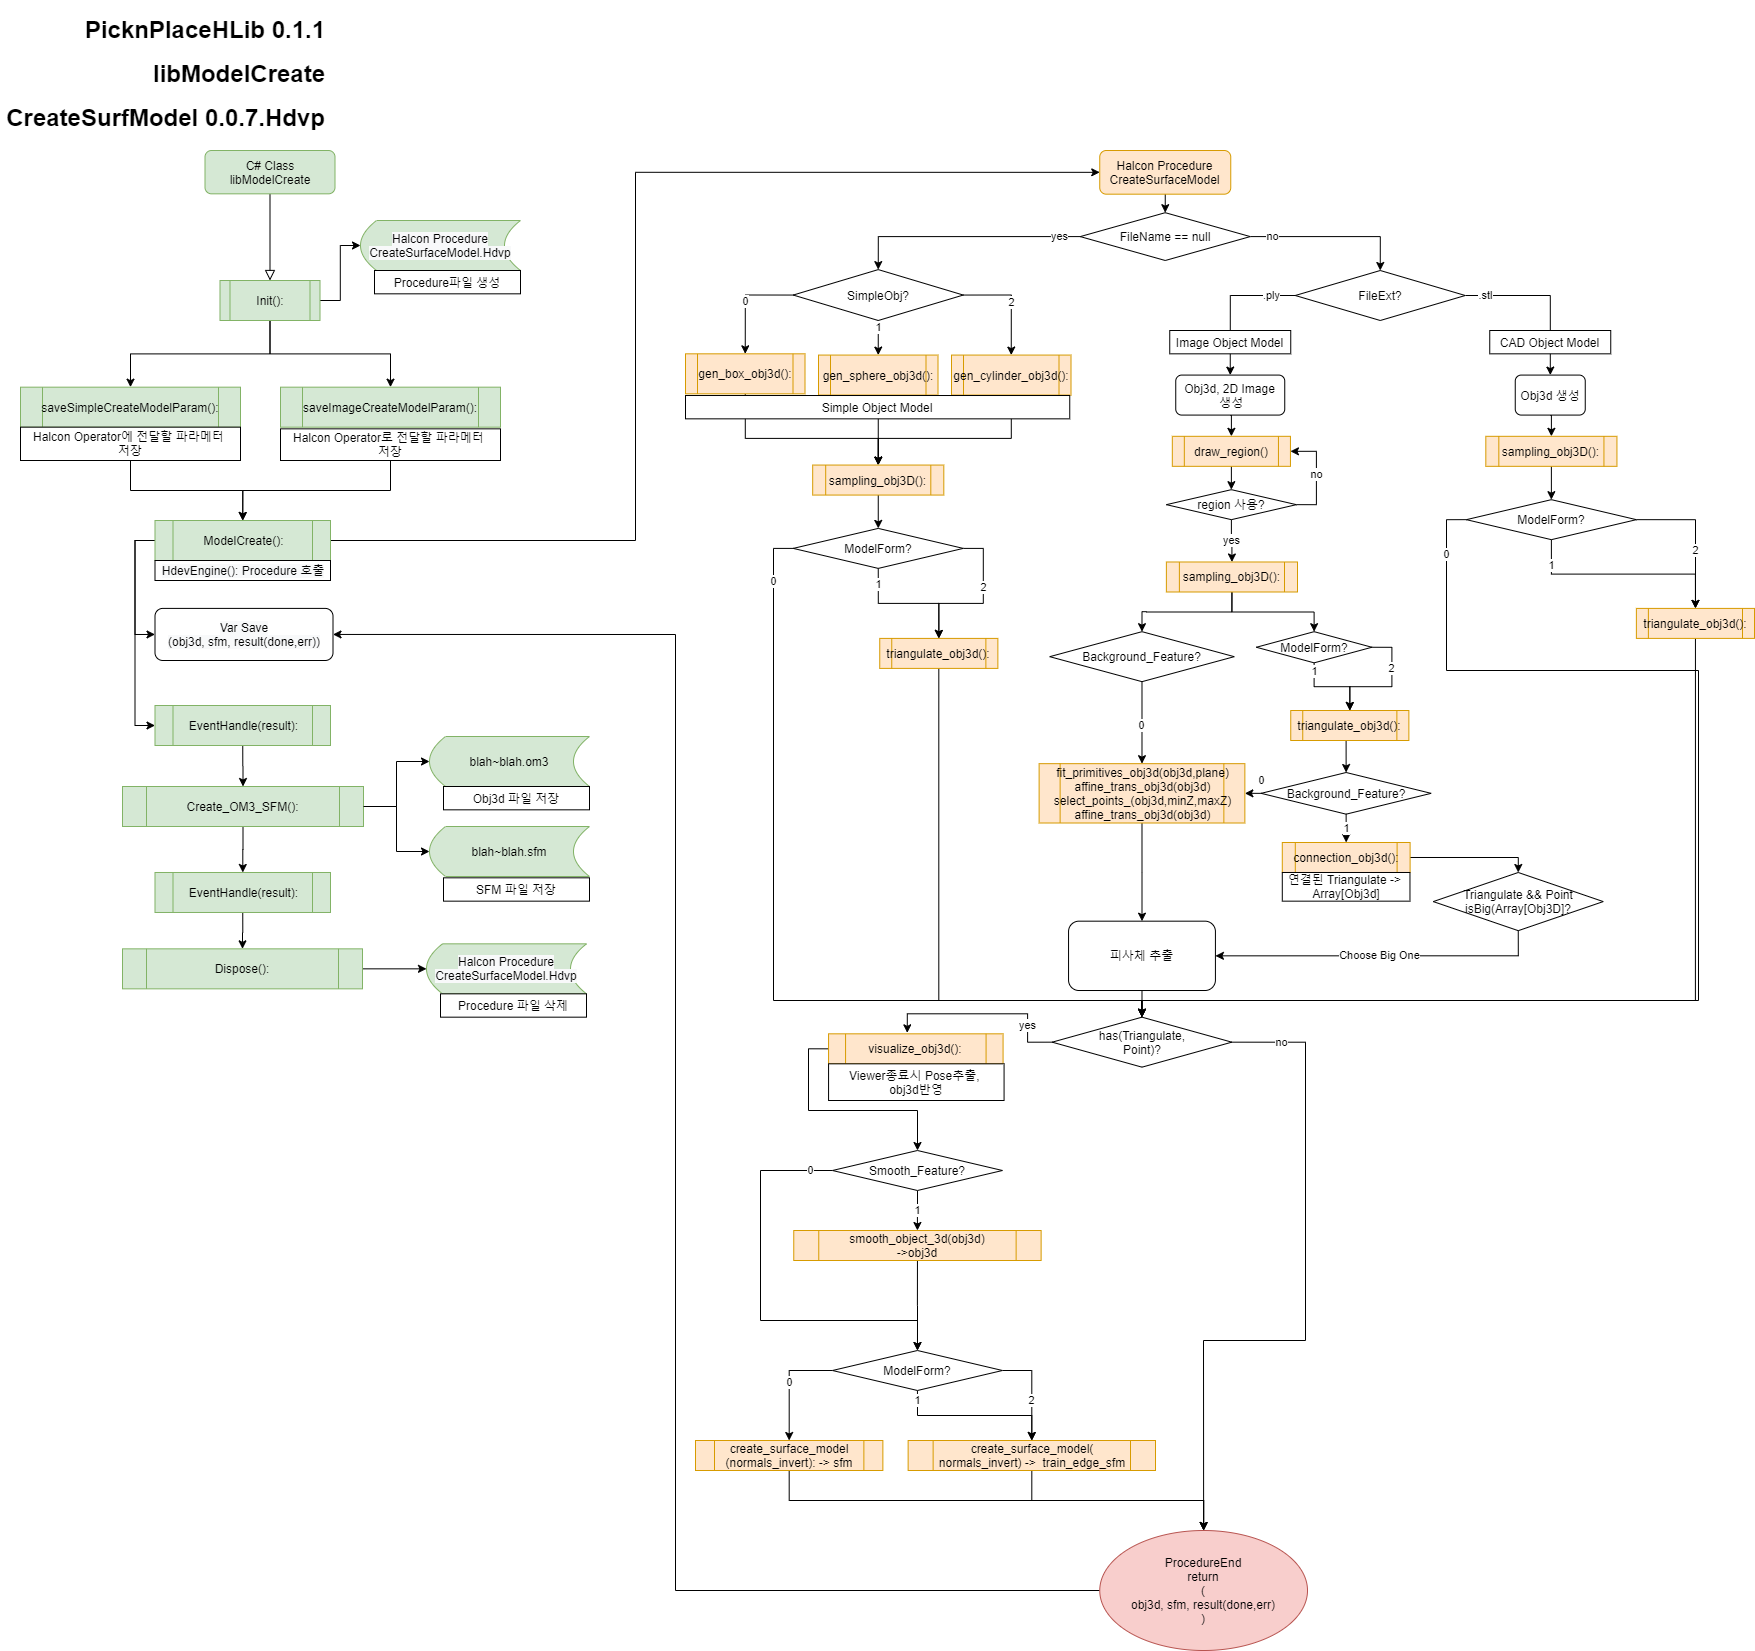 PicknPlaceHLib 0.1.1
libModelCreate
CreateSurfModel 0.0.7.Hdvp
C# Class
libModelCreate
Halcon Procedure
CreateSurfaceModel.Hdvp
Procedure파일 생성
Init():
saveSimpleCreateModelParam():
Halcon Operator에 전달할 파라메터
저장
saveImageCreateModelParam():
Halcon Operator로 전달할 파라메터
저장
ModelCreate():
HdevEngine(): Procedure 호출
Var Save
(obj3d, sfm, result(done,err))
EventHandle(result):
Create_OM3_SFM():
blah~blah.om3
Obj3d 파일 저장
blah~blah.sfm
SFM 파일 저장
EventHandle(result):
Dispose():
Halcon Procedure
CreateSurfaceModel.Hdvp
Procedure 파일 삭제
Halcon Procedure
CreateSurfaceModel
FileName == null
yes
no
SimpleObj?
0
1
2
gen_box_obj3d():
gen_sphere_obj3d():
gen_cylinder_obj3d():
Simple Object Model
sampling_obj3D():
ModelForm?
0
1
2
triangulate_obj3d():
FileExt?
.ply
.stl
Image Object Model
Obj3d, 2D Image
생성
draw_region()
no
region 사용?
yes
sampling_obj3D():
Background_Feature?
0
ModelForm?
1
2
triangulate_obj3d():
fit_primitives_obj3d(obj3d,plane)
affine_trans_obj3d(obj3d)
select_points_(obj3d,minZ,maxZ)
affine_trans_obj3d(obj3d)
0
Background_Feature?
1
connection_obj3d():
연결된 Triangulate ->
Array[Obj3d]
Triangulate && Point
isBig(Array[Obj3D]?
Choose Big One
피사체 추출
CAD Object Model
Obj3d 생성
sampling_obj3D():
ModelForm?
0
1
2
triangulate_obj3d():
has(Triangulate,
Point)?
yes
no
visualize_obj3d():
Viewer종료시 Pose추출,
obj3d반영
Smooth_Feature?
0
1
smooth_object_3d(obj3d)
->obj3d
ModelForm?
0
1
2
create_surface_model
(normals_invert): -> sfm
create_surface_model(
normals_invert) -> train_edge_sfm
ProcedureEnd
return
(
obj3d, sfm, result(done,err)
)